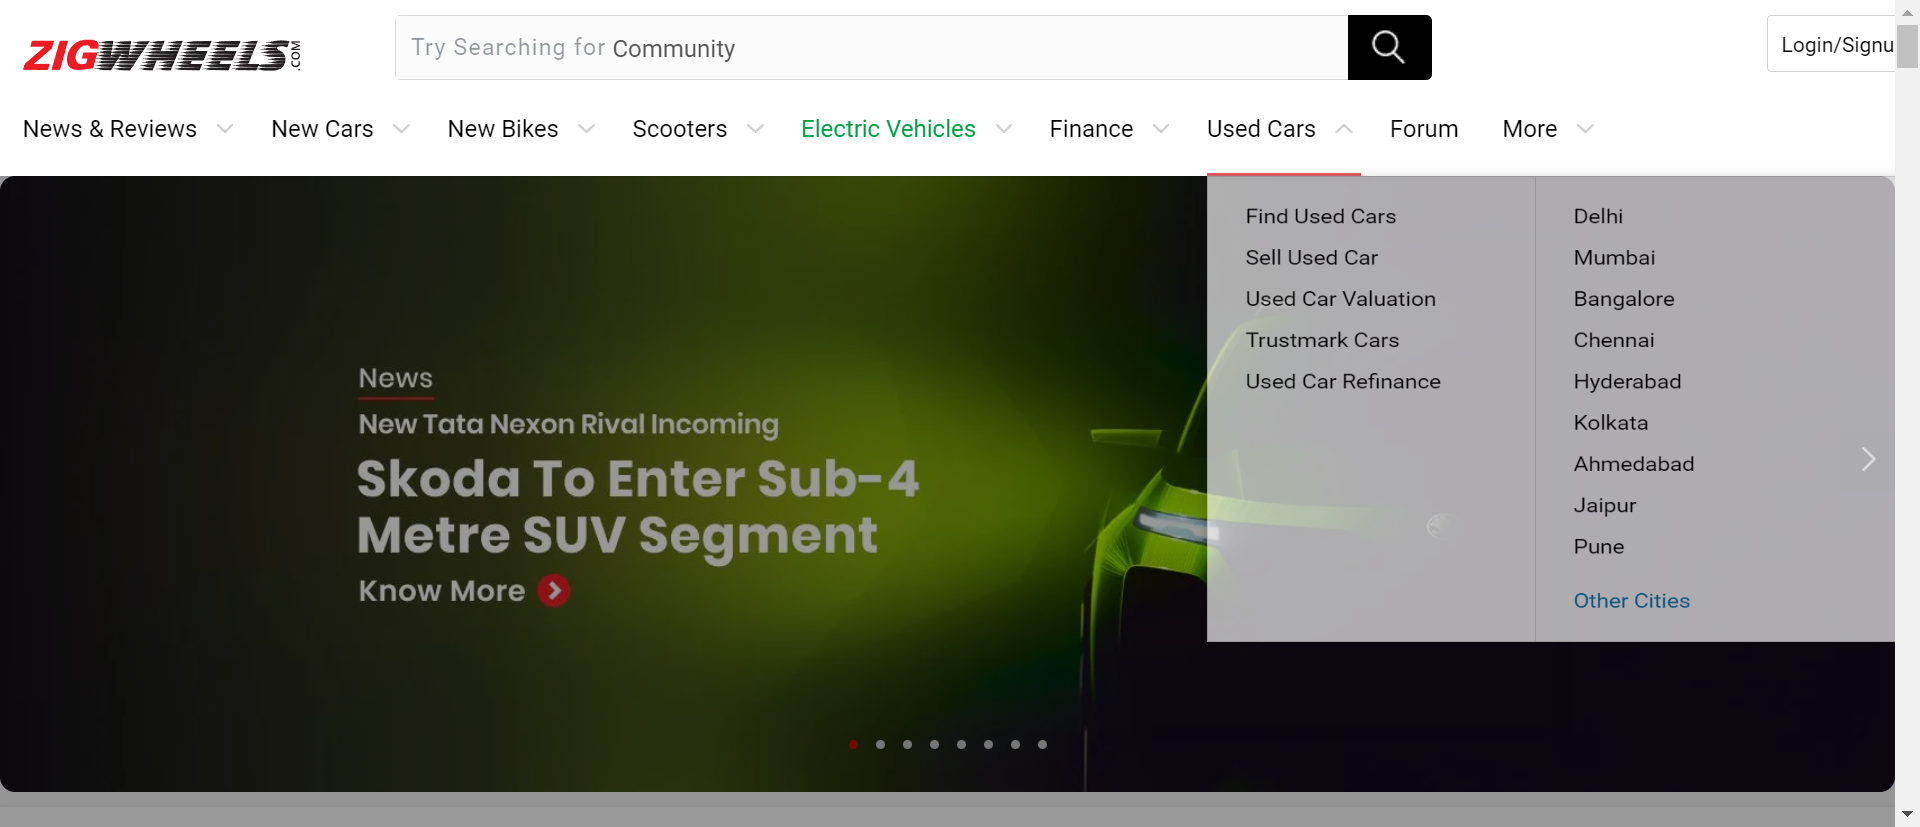 ZIGWHEELS.COM
Try Searching for Community
Login/Signu
News & Reviews
New Cars
New Bikes
Scooters
Electric Vehicles
Finance
Used Cars
Forum
More
Find Used Cars
Sell Used Car
Used Car Valuation
Trustmark Cars
Used Car Refinance
Delhi
Mumbai
Bangalore
Chennai
Hyderabad
Kolkata
Ahmedabad
Jaipur
Pune
Other Cities
News
New Tata Nexon Rival Incoming
Skoda To Enter Sub-4
Metre SUV Segment
Know More